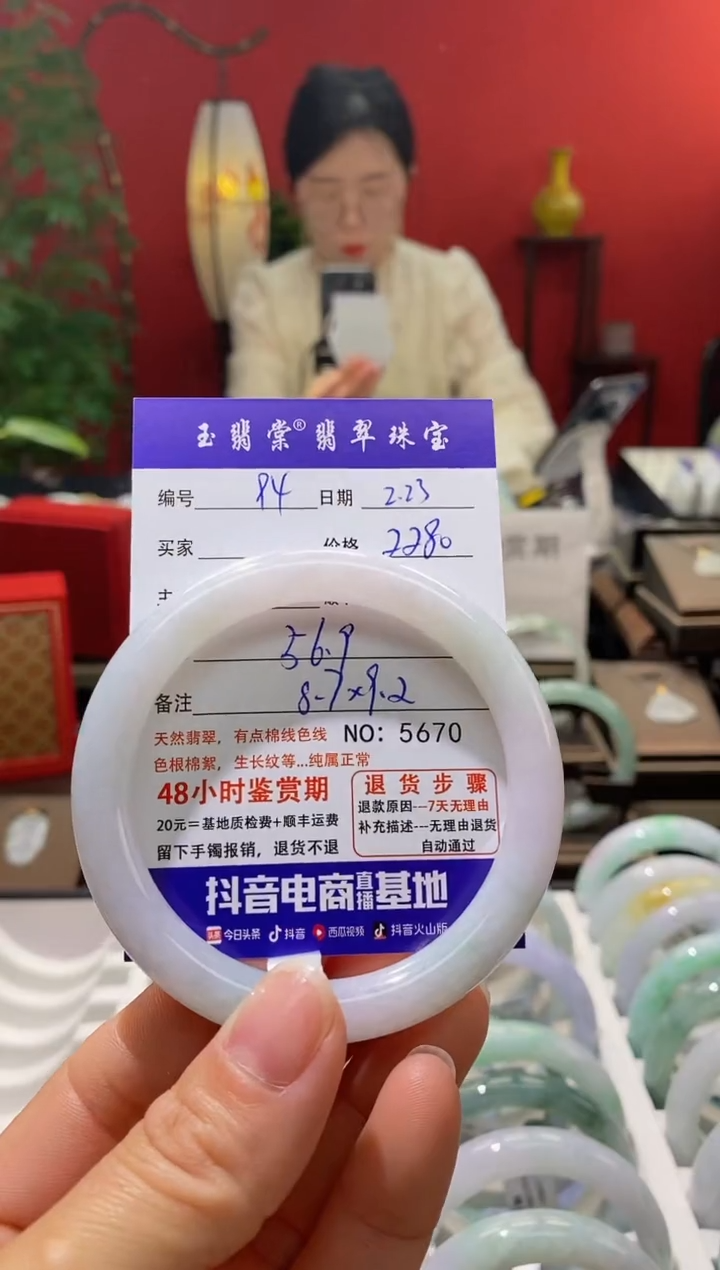 玉翡棠®翡翠珠宝
编号 84 日期 2.23
买家 价格 2280
56.9
8.7×9.2
备注
天然翡翠，有点棉线色线 NO: 5670
色根棉絮，生长纹等...纯属正常
48小时鉴赏期
20元=基地质检费+顺丰运费
留下手镯报销，退货不退
退货步骤
退款原因---7天无理由
补充描述---无理由退货
自动通过
抖音电商直播基地
头条 今日头条 抖音 西瓜视频 抖音火山版